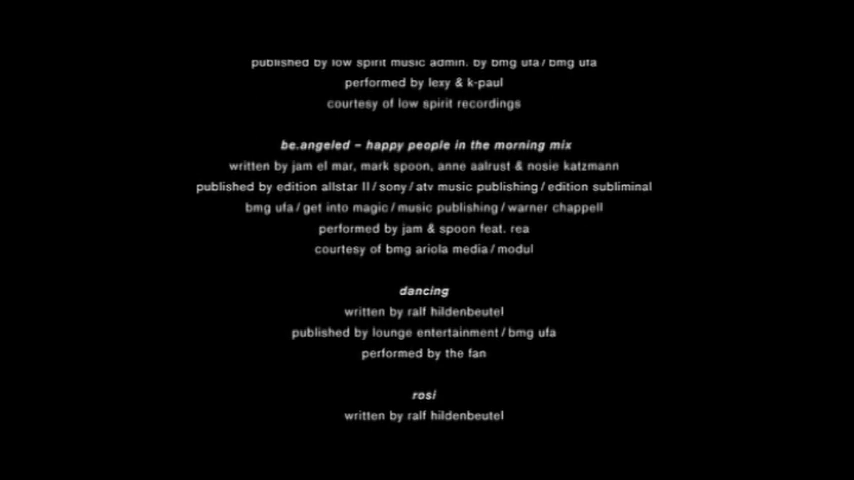 published by low spirit music admin. by bmg ufa / bmg ufa
performed by lexy & k-paul
courtesy of low spirit recordings
be.angeled – happy people in the morning mix
written by jam el mar, mark spoon, anne aalrust & nosie katzmann
published by edition allstar II / sony / atv music publishing / edition subliminal
bmg ufa / get into magic / music publishing / warner chappell
performed by jam & spoon feat. rea
courtesy of bmg ariola media / modul
dancing
written by ralf hildenbeutel
published by lounge entertainment / bmg ufa
performed by the fan
rosi
written by ralf hildenbeutel